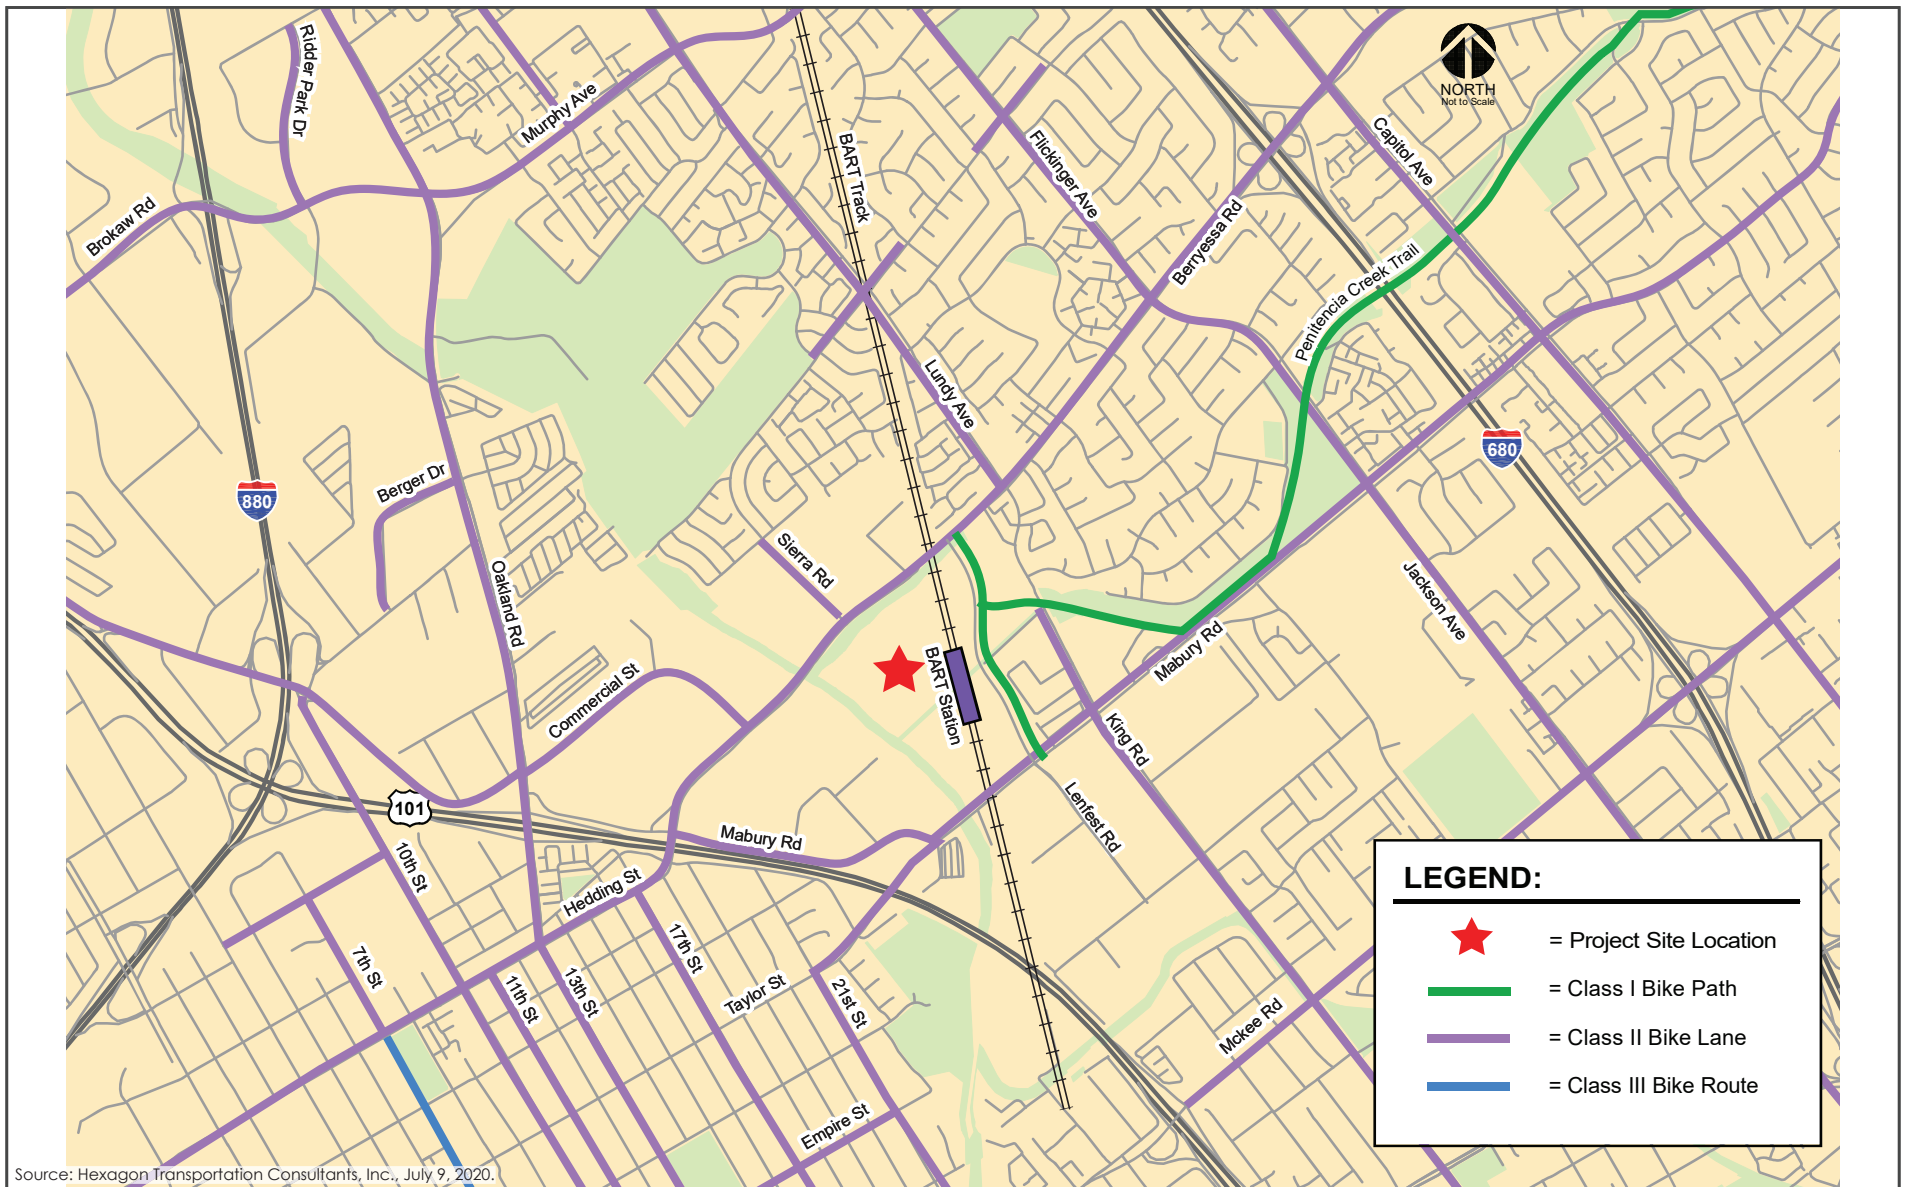 Ridder Park Dr
NORTH
Not to Scale
Murphy Ave
BART Track
Flickinger Ave
Capitol Ave
Brokaw Rd
Berryessa Rd
Penitencia Creek Trail
Lundy Ave
680
880
Berger Dr
Sierra Rd
Oakland Rd
Jackson Ave
Mabury Rd
BART Station
Commercial St
King Rd
101
Lenfest Rd
Mabury Rd
10th St
Hedding St
17th St
7th St
11th St
13th St
Taylor St
21st St
Mckee Rd
Empire St
LEGEND:
= Project Site Location
= Class I Bike Path
= Class II Bike Lane
= Class III Bike Route
Source: Hexagon Transportation Consultants, Inc., July 9, 2020.